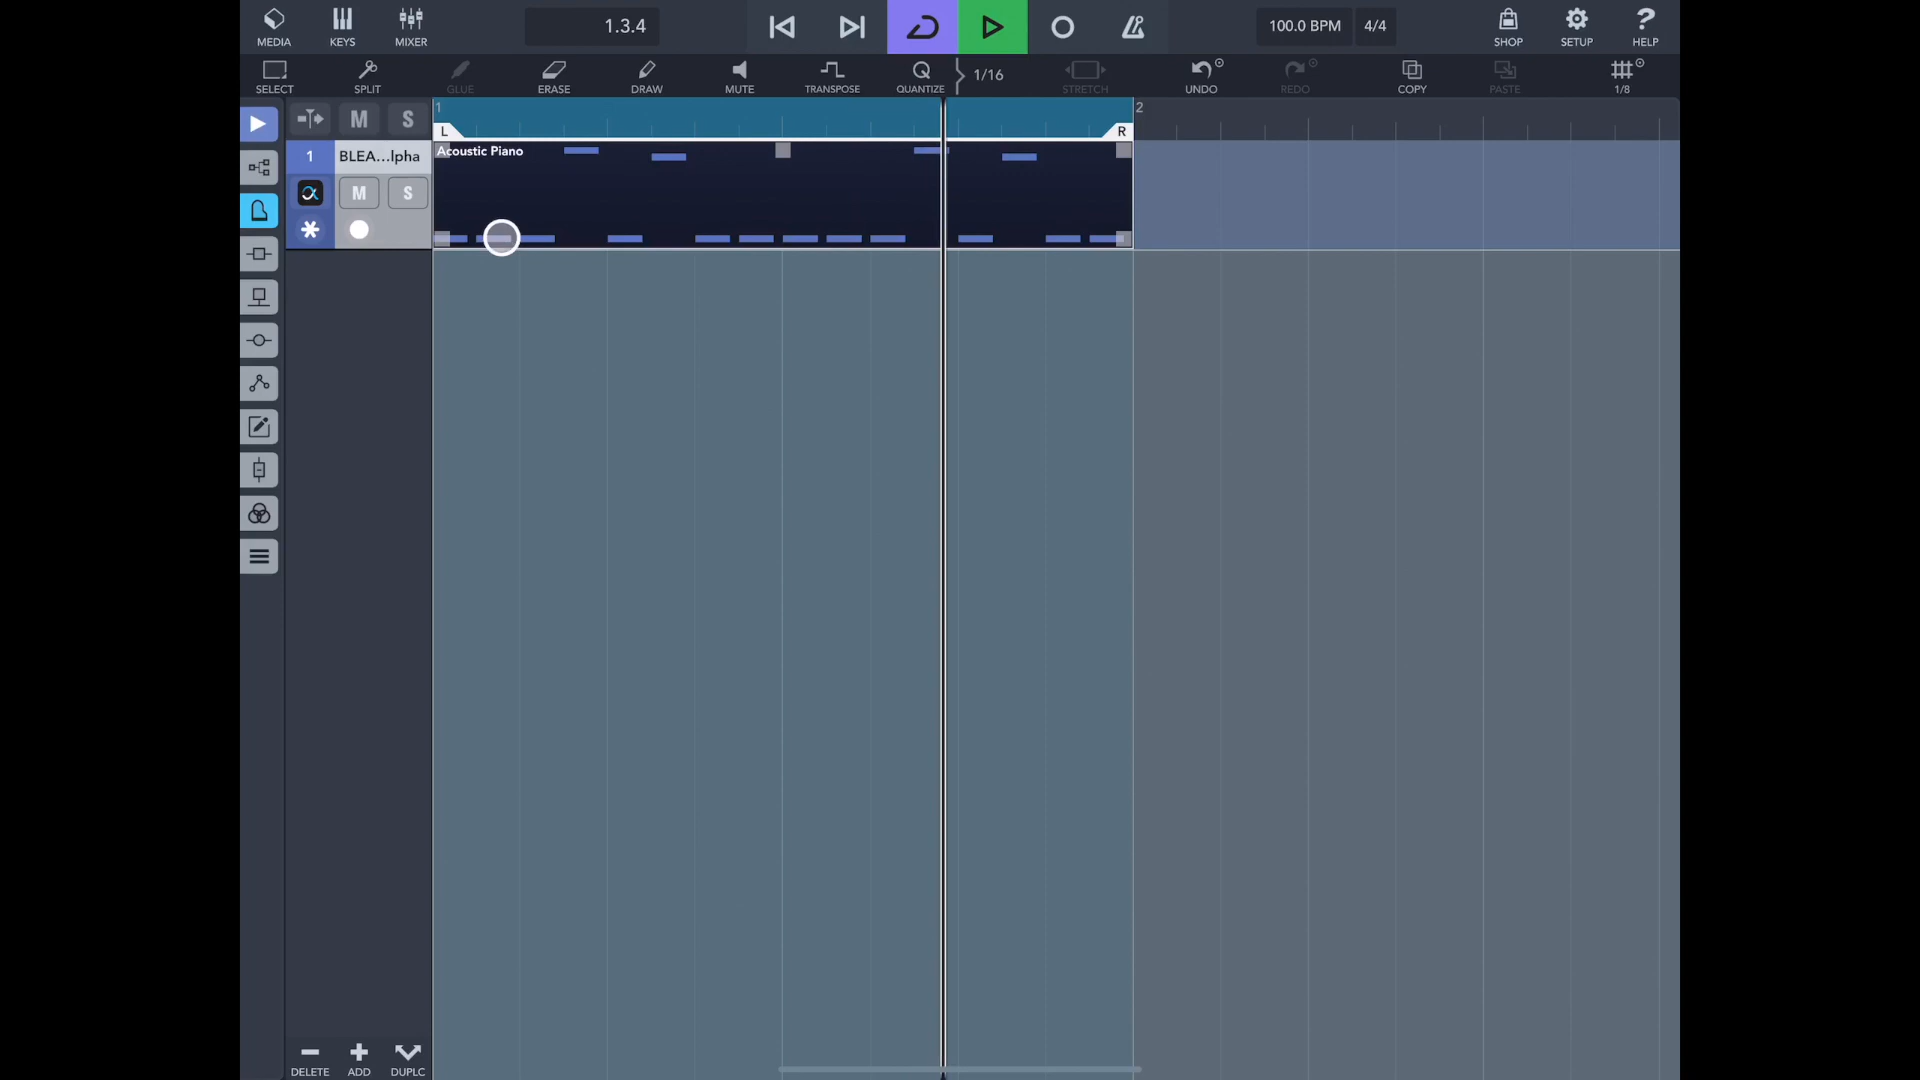 MEDIA KEYS MIXER 1.3.4 100.0 BPM 4/4 SHOP SETUP ? HELP
SELECT SPLIT GLUE ERASE DRAW MUTE TRANSPOSE Q QUANTIZE 1/16 STRETCH UNDO REDO COPY PASTE 1/8
M S 1 2
L R
1 BLEA...lpha Acoustic Piano
M S
DELETE ADD DUPLC